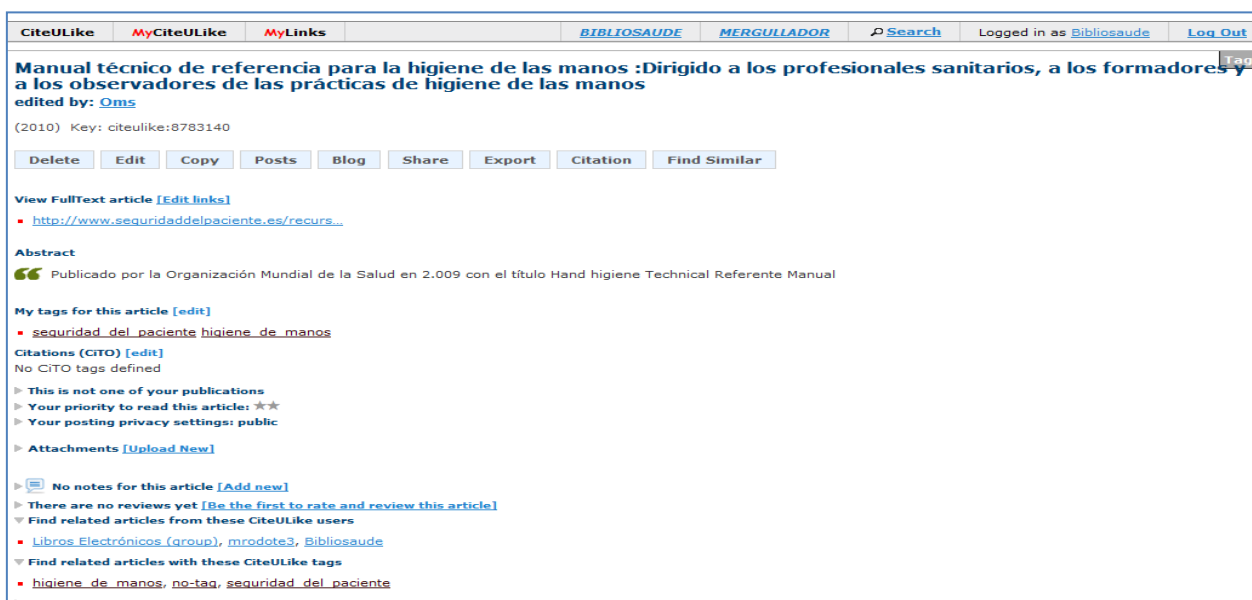 CiteULike MyCiteULike MyLinks BIBLIOSAUDE MERGULLADOR Search Logged in as Bibliosaude Log Out
Tag
Manual técnico de referencia para la higiene de las manos :Dirigido a los profesionales sanitarios, a los formadores y
a los observadores de las prácticas de higiene de las manos
edited by: Oms
(2010) Key: citeulike:8783140
Delete Edit Copy Posts Blog Share Export Citation Find Similar
View FullText article [Edit links]
http://www.seguridaddelpaciente.es/recurs...
Abstract
Publicado por la Organización Mundial de la Salud en 2.009 con el título Hand higiene Technical Referente Manual
My tags for this article [edit]
seguridad_del_paciente higiene_de_manos
Citations (CiTO) [edit]
No CiTO tags defined
This is not one of your publications
Your priority to read this article: ★★
Your posting privacy settings: public
Attachments [Upload New]
No notes for this article [Add new]
There are no reviews yet [Be the first to rate and review this article]
Find related articles from these CiteULike users
Libros Electrónicos (group), mrodote3, Bibliosaude
Find related articles with these CiteULike tags
higiene_de_manos, no-tag, seguridad_del_paciente